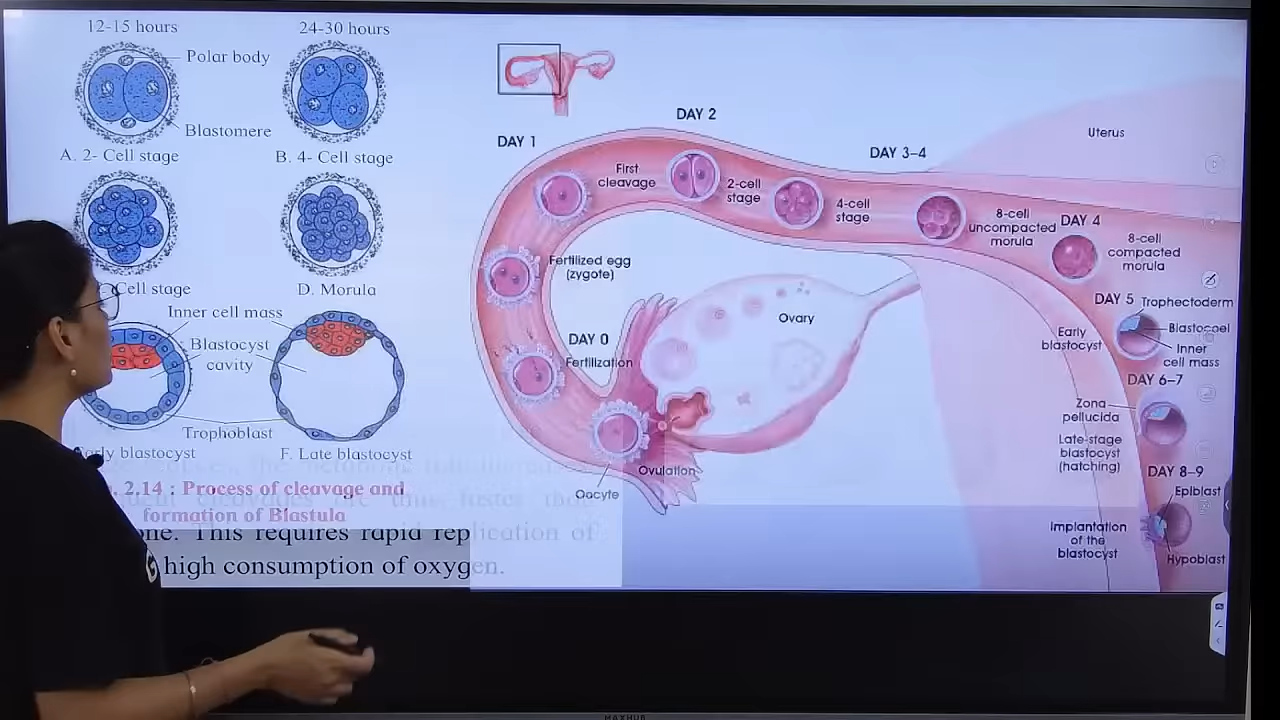 12-15 hours
24-30 hours
Polar body
Blastomere
A. 2- Cell stage
B. 4- Cell stage
Cell stage
D. Morula
Inner cell mass
Blastocyst
cavity
Trophoblast
Early blastocyst
F. Late blastocyst
2.14 : Process of cleavage and
formation of Blastula
This requires rapid replication of
high consumption of oxygen.
DAY 1
DAY 2
DAY 3–4
Uterus
First
cleavage
2-cell
stage
4-cell
stage
8-cell
uncompacted
morula
DAY 4
8-cell
compacted
morula
Fertilized egg
(zygote)
DAY 0
Fertilization
Ovary
Ovulation
Oocyte
DAY 5
Trophectoderm
Early
blastocyst
Blastocoel
Inner
cell mass
DAY 6–7
Zona
pellucida
Late-stage
blastocyst
(hatching)
DAY 8–9
Epiblast
Implantation
of the
blastocyst
Hypoblast
MAXHUB